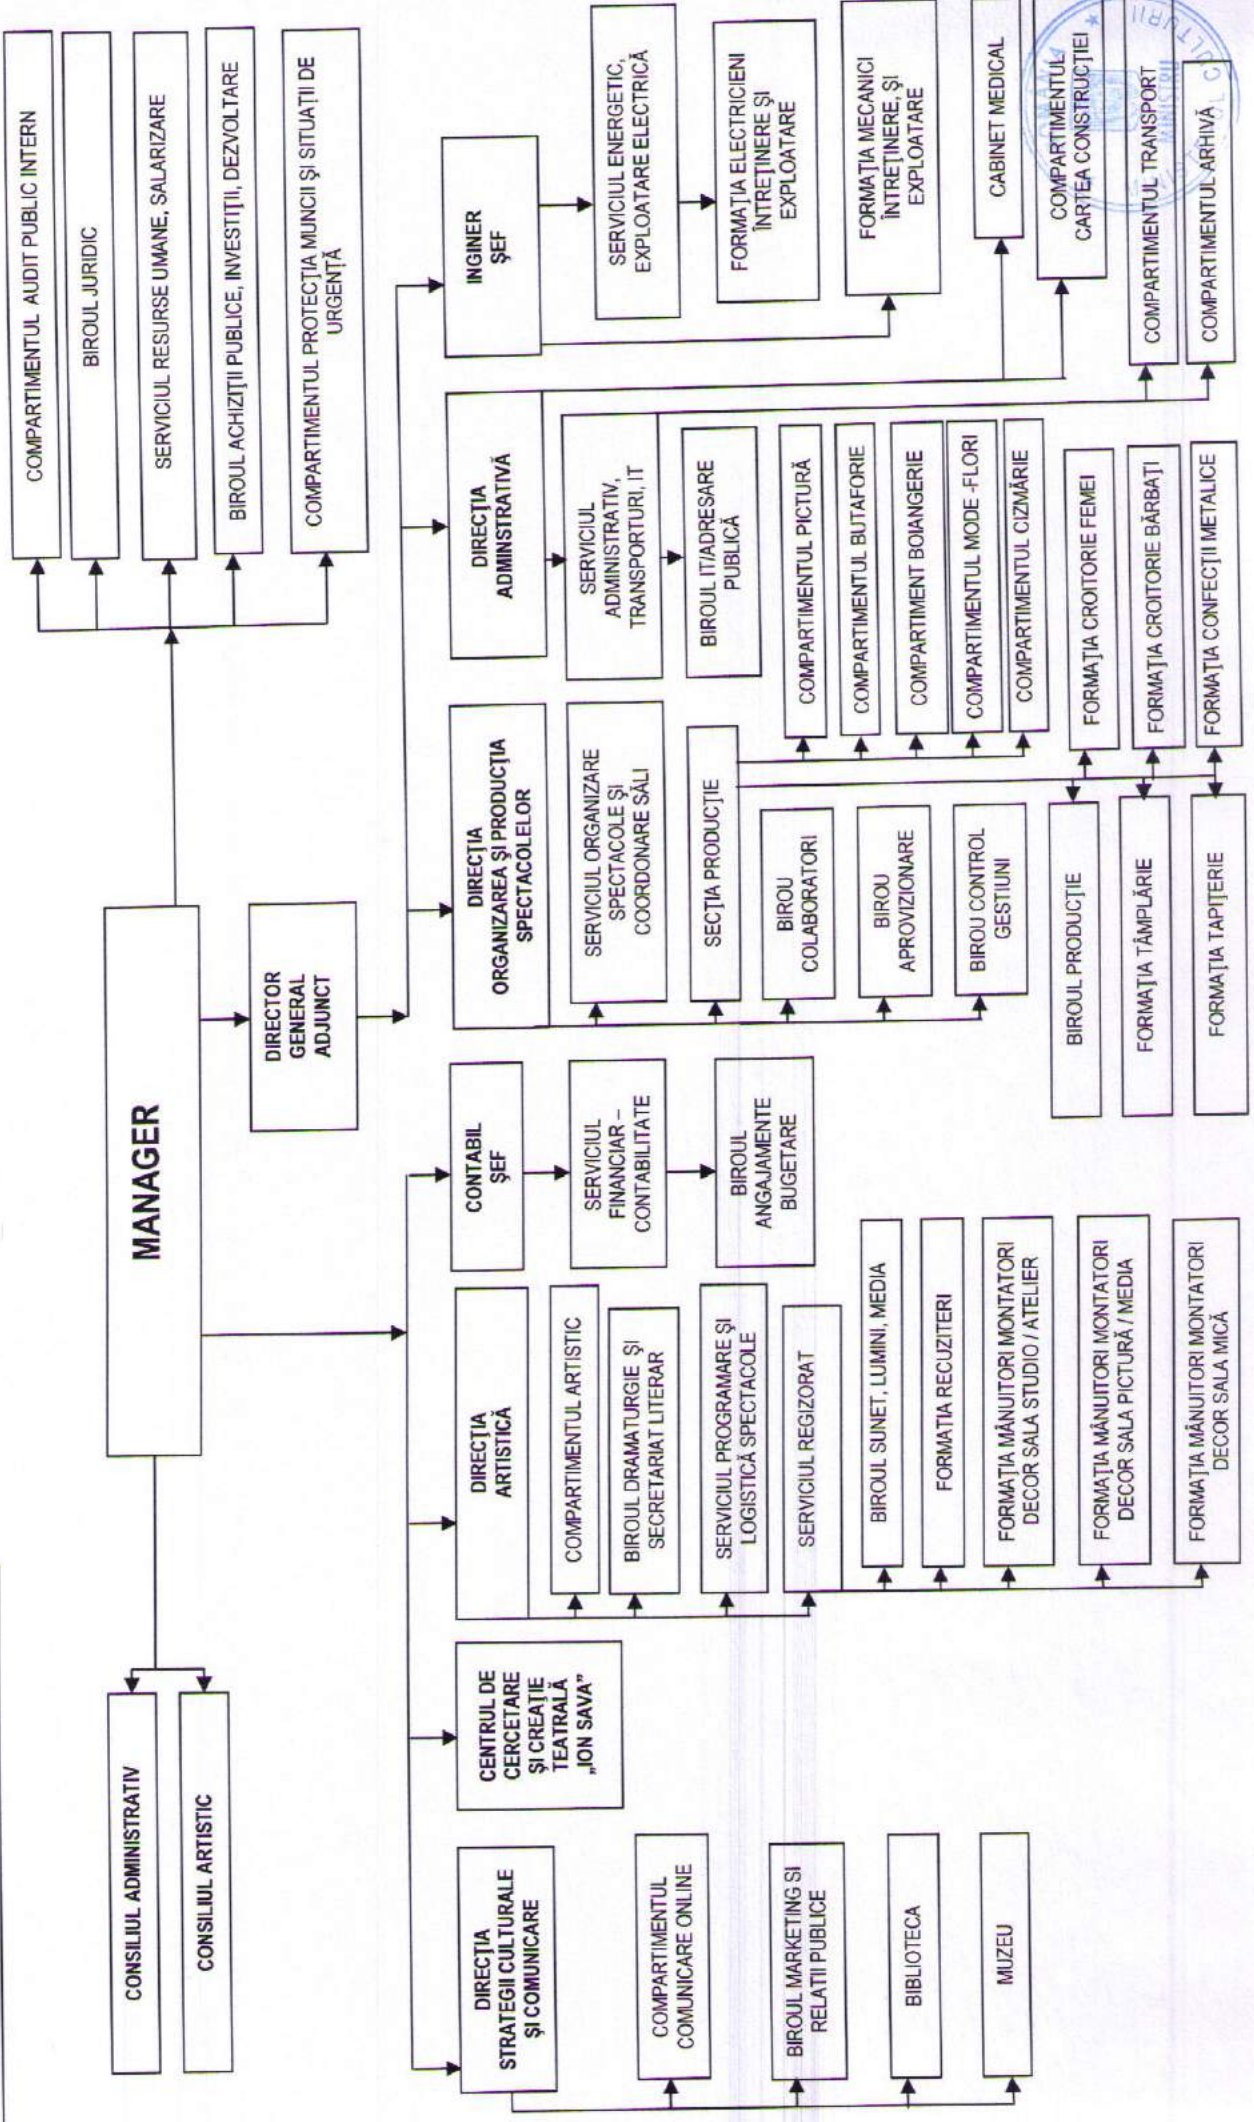 MANAGER
CONSILIUL ADMINISTRATIV
CONSILIUL ARTISTIC
COMPARTIMENTUL AUDIT PUBLIC INTERN
BIROUL JURIDIC
SERVICIUL RESURSE UMANE, SALARIZARE
BIROUL ACHIZIȚII PUBLICE, INVESTIȚII, DEZVOLTARE
COMPARTIMENTUL PROTECȚIA MUNCII ȘI SITUAȚII DE
URGENȚĂ
DIRECTOR
GENERAL
ADJUNCT
DIRECȚIA
STRATEGII CULTURALE
ȘI COMUNICARE
COMPARTIMENTUL
COMUNICARE ONLINE
BIROUL MARKETING SI
RELATII PUBLICE
BIBLIOTECA
MUZEU
CENTRUL DE
CERCETARE
ȘI CREAȚIE
TEATRALĂ
„ION SAVA”
DIRECȚIA
ARTISTICĂ
COMPARTIMENTUL ARTISTIC
BIROUL DRAMATURGIE ȘI
SECRETARIAT LITERAR
SERVICIUL PROGRAMARE ȘI
LOGISTICĂ SPECTACOLE
SERVICIUL REGIZORAT
BIROUL SUNET, LUMINI, MEDIA
FORMAȚIA RECUZITERI
FORMAȚIA MÂNUITORI MONTATORI
DECOR SALA STUDIO / ATELIER
FORMAȚIA MÂNUITORI MONTATORI
DECOR SALA PICTURĂ / MEDIA
FORMAȚIA MÂNUITORI MONTATORI
DECOR SALA MICĂ
CONTABIL
ȘEF
SERVICIUL
FINANCIAR –
CONTABILITATE
BIROUL
ANGAJAMENTE
BUGETARE
DIRECȚIA
ORGANIZAREA ȘI PRODUCȚIA
SPECTACOLELOR
SERVICIUL ORGANIZARE
SPECTACOLE ȘI
COORDONARE SĂLI
SECȚIA PRODUCȚIE
BIROU
COLABORATORI
BIROU
APROVIZIONARE
BIROU CONTROL
GESTIUNI
COMPARTIMENTUL PICTURĂ
COMPARTIMENTUL BUTAFORIE
COMPARTIMENT BOIANGERIE
COMPARTIMENTUL MODE -FLORI
COMPARTIMENTUL CIZMĂRIE
BIROUL PRODUCȚIE
FORMAȚIA TÂMPLĂRIE
FORMAȚIA TAPIȚERIE
FORMAȚIA CROITORIE FEMEI
FORMAȚIA CROITORIE BĂRBAȚI
FORMAȚIA CONFECȚII METALICE
DIRECȚIA
ADMINSTRATIVĂ
SERVICIUL
ADMINISTRATIV,
TRANSPORTURI, IT
BIROUL IT/ADRESARE
PUBLICĂ
INGINER
ȘEF
SERVICIUL ENERGETIC,
EXPLOATARE ELECTRICĂ
FORMAȚIA ELECTRICIENI
ÎNTREȚINERE ȘI
EXPLOATARE
FORMAȚIA MECANICI
ÎNTREȚINERE, ȘI
EXPLOATARE
CABINET MEDICAL
COMPARTIMENTUL
CARTEA CONSTRUCȚIEI
COMPARTIMENTUL TRANSPORT
COMPARTIMENTUL ARHIVĂ
ROMÂNIA
MINISTERUL CULTURII
MINISTRU